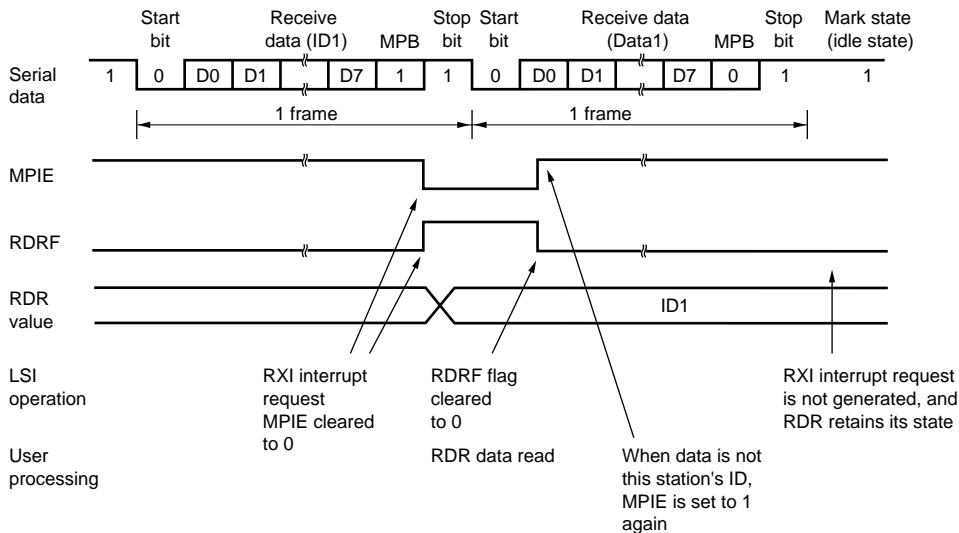 Start bit
Receive data (ID1)
MPB
Stop bit
Start bit
Receive data (Data1)
MPB
Stop bit
Mark state (idle state)
Serial data
1 0 D0 D1 D7 1 1 0 D0 D1 D7 0 1 1
1 frame
1 frame
MPIE
RDRF
RDR value
ID1
LSI operation
RXI interrupt
request
MPIE cleared
to 0
RDRF flag
cleared
to 0
RXI interrupt request
is not generated, and
RDR retains its state
User processing
RDR data read
When data is not
this station's ID,
MPIE is set to 1
again